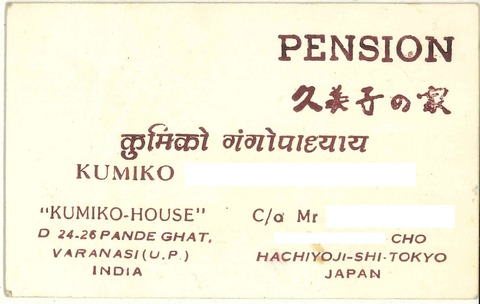 PENSION
久美子の家
कुमिको गंगोपाध्याय
KUMIKO
"KUMIKO-HOUSE"
D 24-26 PANDE GHAT,
VARANASI (U.P.)
INDIA
C/o Mr
CHO
HACHIYOJI-SHI-TOKYO
JAPAN